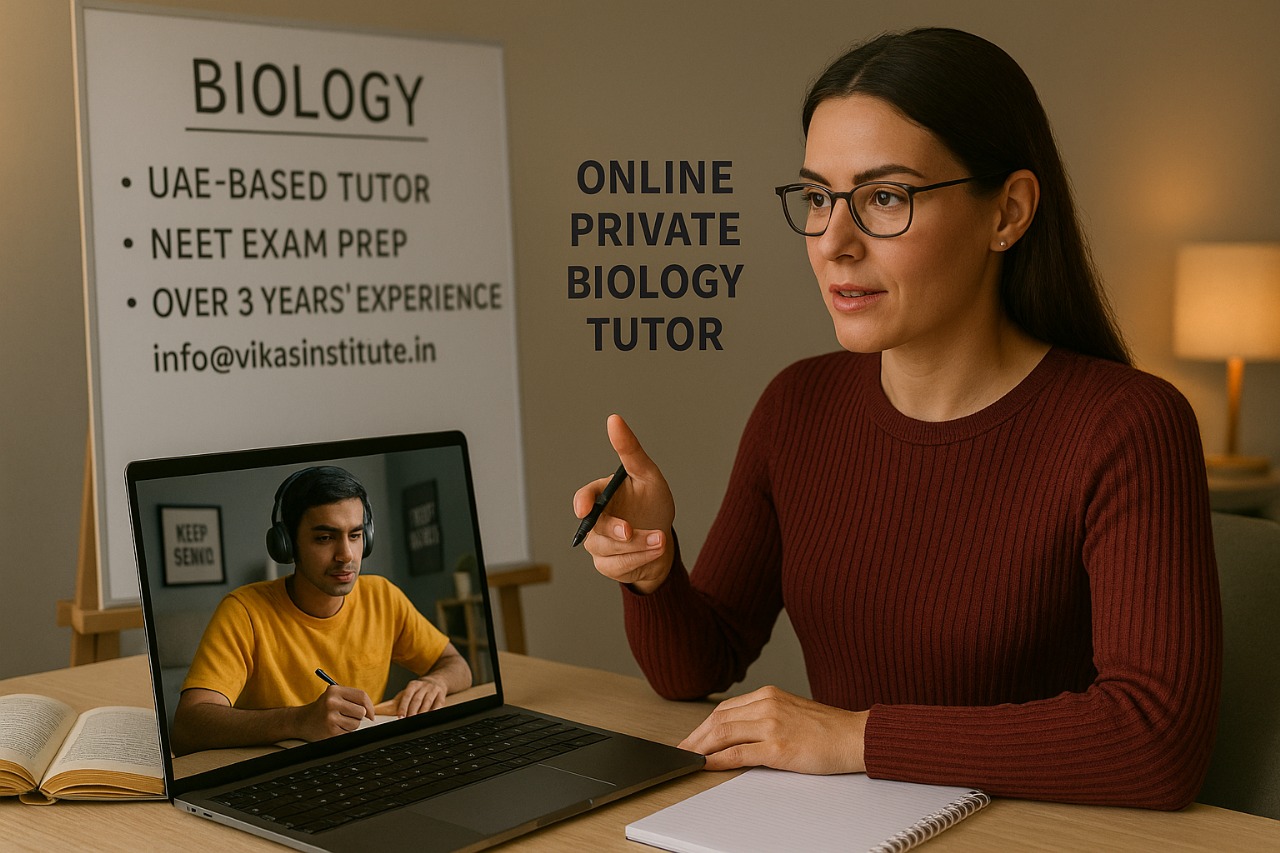 BIOLOGY
• UAE-BASED TUTOR
• NEET EXAM PREP
• OVER 3 YEARS' EXPERIENCE
info@vikasinstitute.in
ONLINE
PRIVATE
BIOLOGY
TUTOR
KEEP